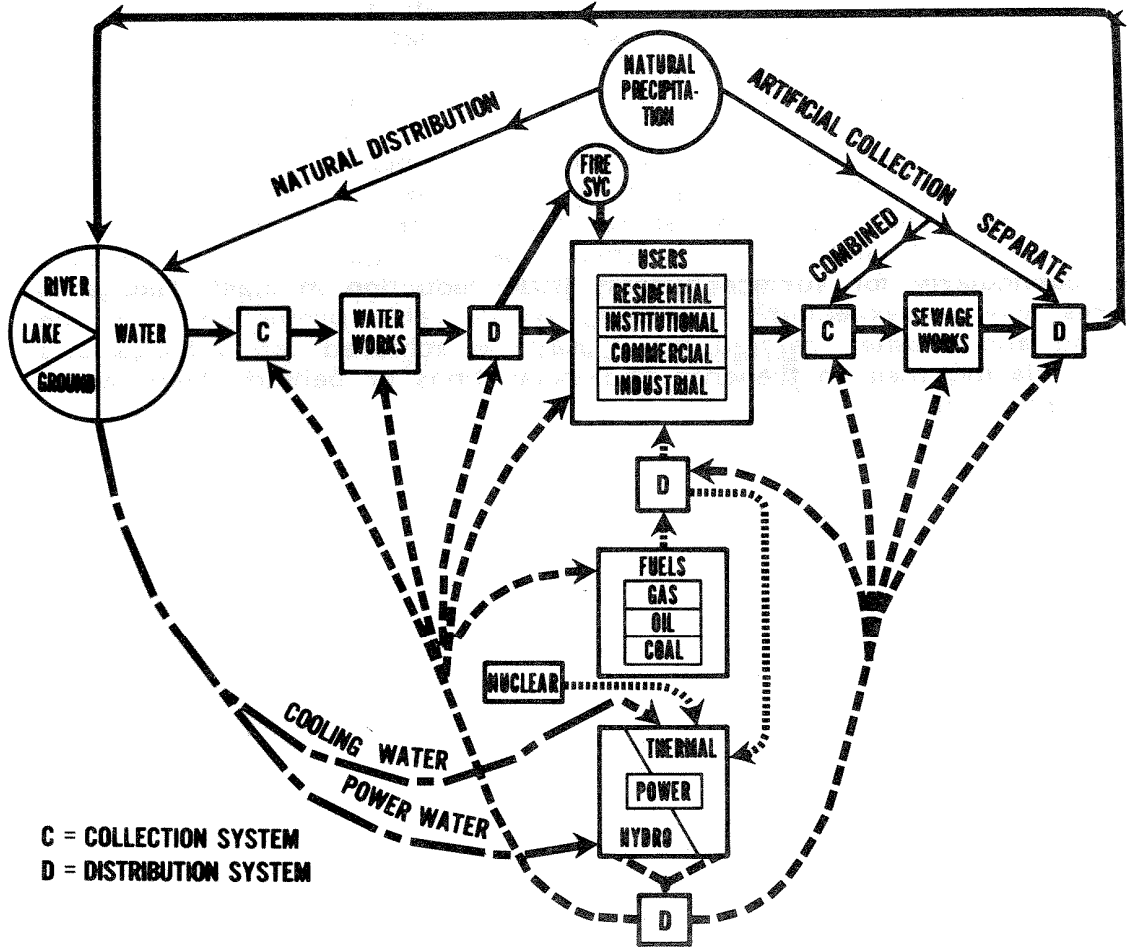 NATURAL
PRECIPITA-
TION
ARTIFICIAL COLLECTION
NATURAL DISTRIBUTION
FIRE
SVC
COMBINED
SEPARATE
RIVER
LAKE
GROUND
WATER
C
WATER
WORKS
D
USERS
RESIDENTIAL
INSTITUTIONAL
COMMERCIAL
INDUSTRIAL
C
SEWAGE
WORKS
D
D
FUELS
GAS
OIL
COAL
NUCLEAR
COOLING WATER
POWER WATER
THERMAL
POWER
HYDRO
C = COLLECTION SYSTEM
D = DISTRIBUTION SYSTEM
D